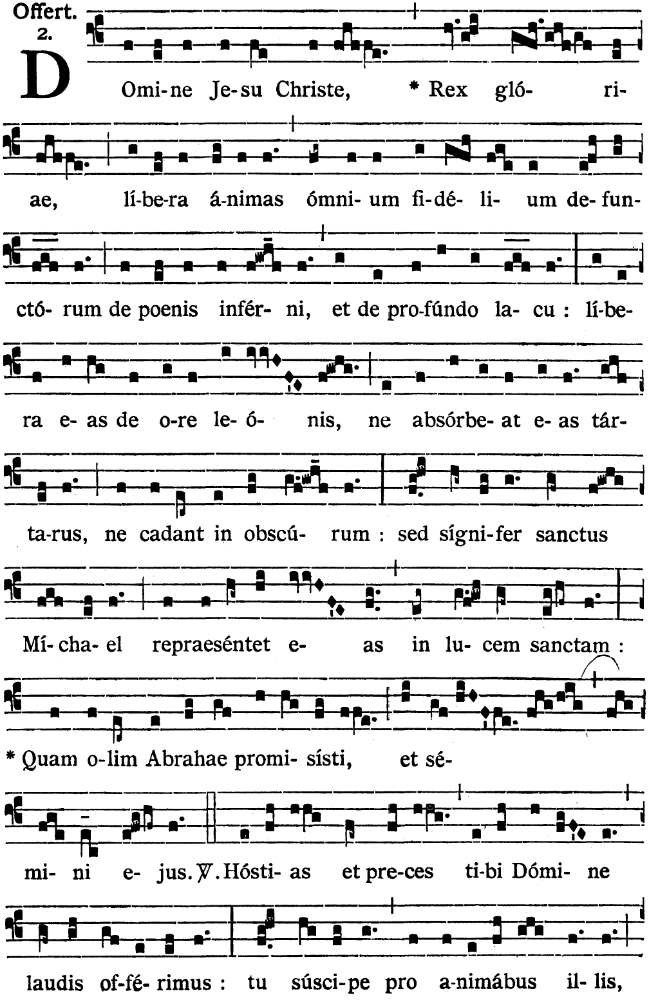 Offert.
2.
DOmi-ne Je-su Christe, * Rex gló- ri-
ae, lí-be-ra á-nimas ómni-um fi-dé- li- um de-fun-
ctó- rum de poenis infér- ni, et de pro-fúndo la- cu : lí-be-
ra e- as de o-re le-ó- nis, ne absórbe-at e-as tár-
ta-rus, ne cadant in obscú- rum : sed sígni-fer sanctus
Mí-cha-el repraeséntet e- as in lu-cem sanctam :
* Quam o-lim Abrahae promi-sísti, et sé-
mi- ni e- jus. ℣. Hósti- as et pre-ces ti-bi Dómi- ne
laudis of-fé-rimus : tu súsci-pe pro a-nimábus il- lis,